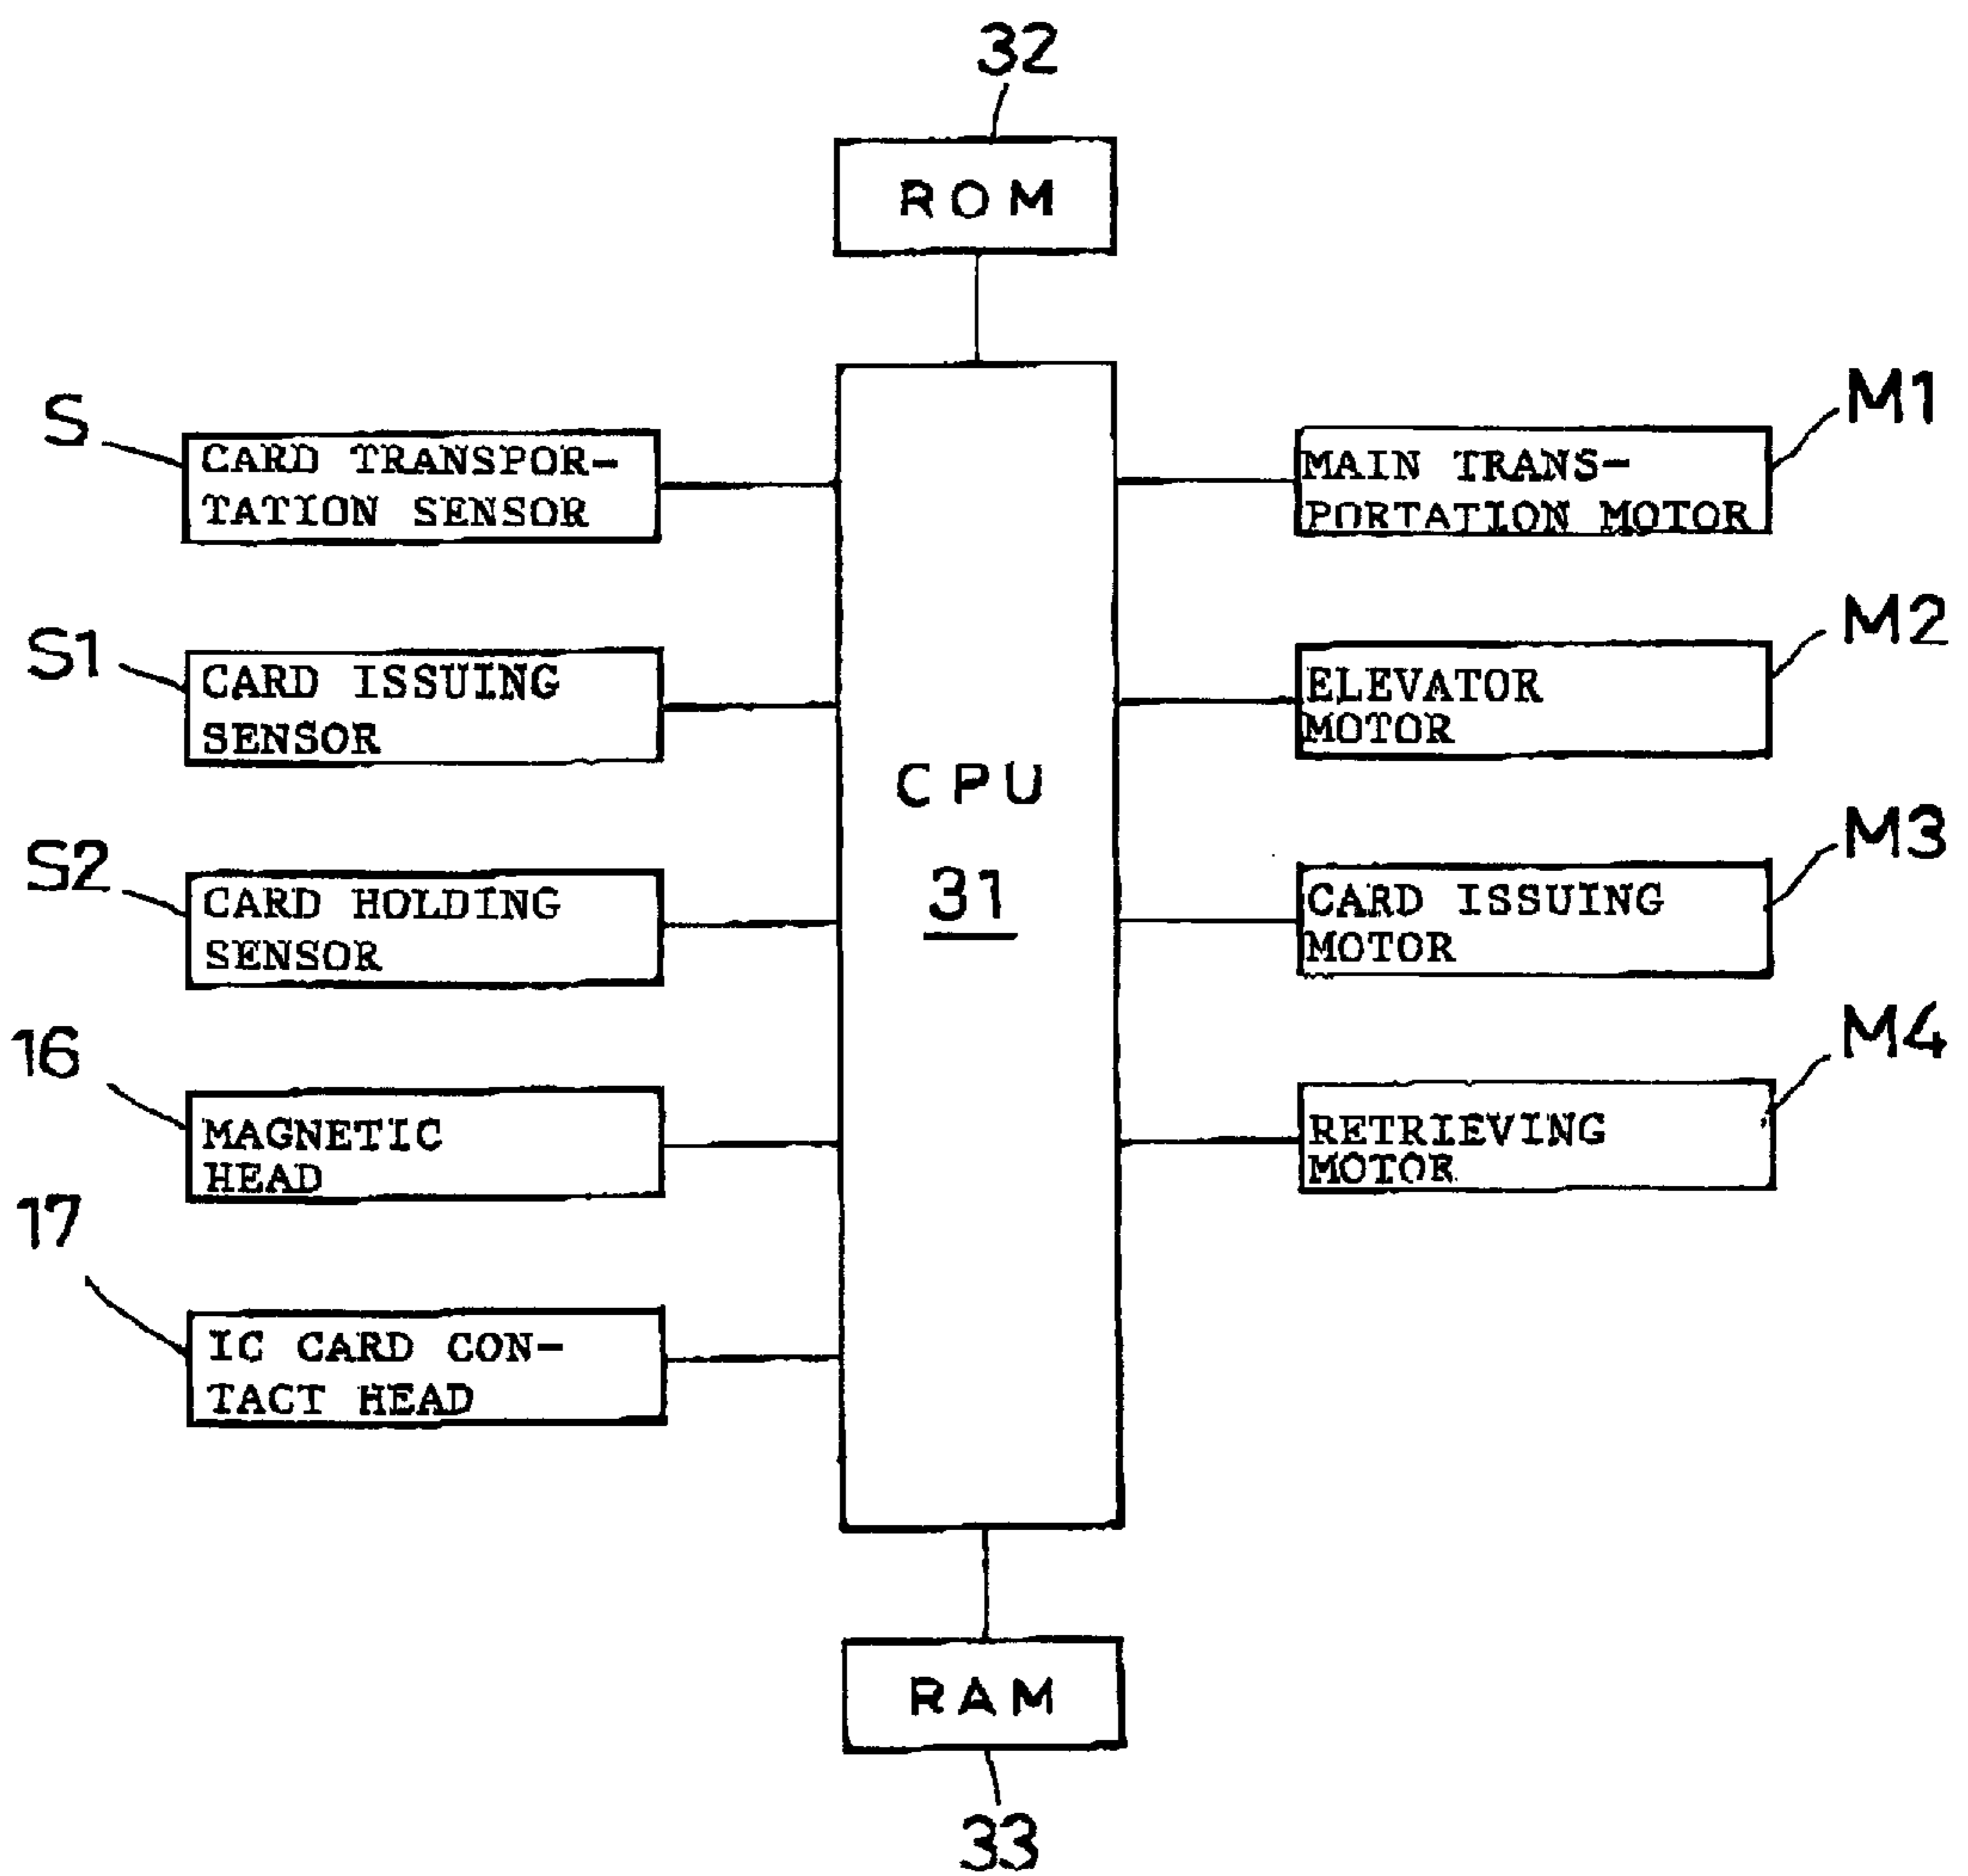 32
ROM
S
CARD TRANSPOR-
TATION SENSOR
M1
MAIN TRANS-
PORTATION MOTOR
S1
CARD ISSUING
SENSOR
M2
ELEVATOR
MOTOR
CPU
31
S2
CARD HOLDING
SENSOR
M3
CARD ISSUING
MOTOR
16
MAGNETIC
HEAD
M4
RETRIEVING
MOTOR
17
IC CARD CON-
TACT HEAD
RAM
33